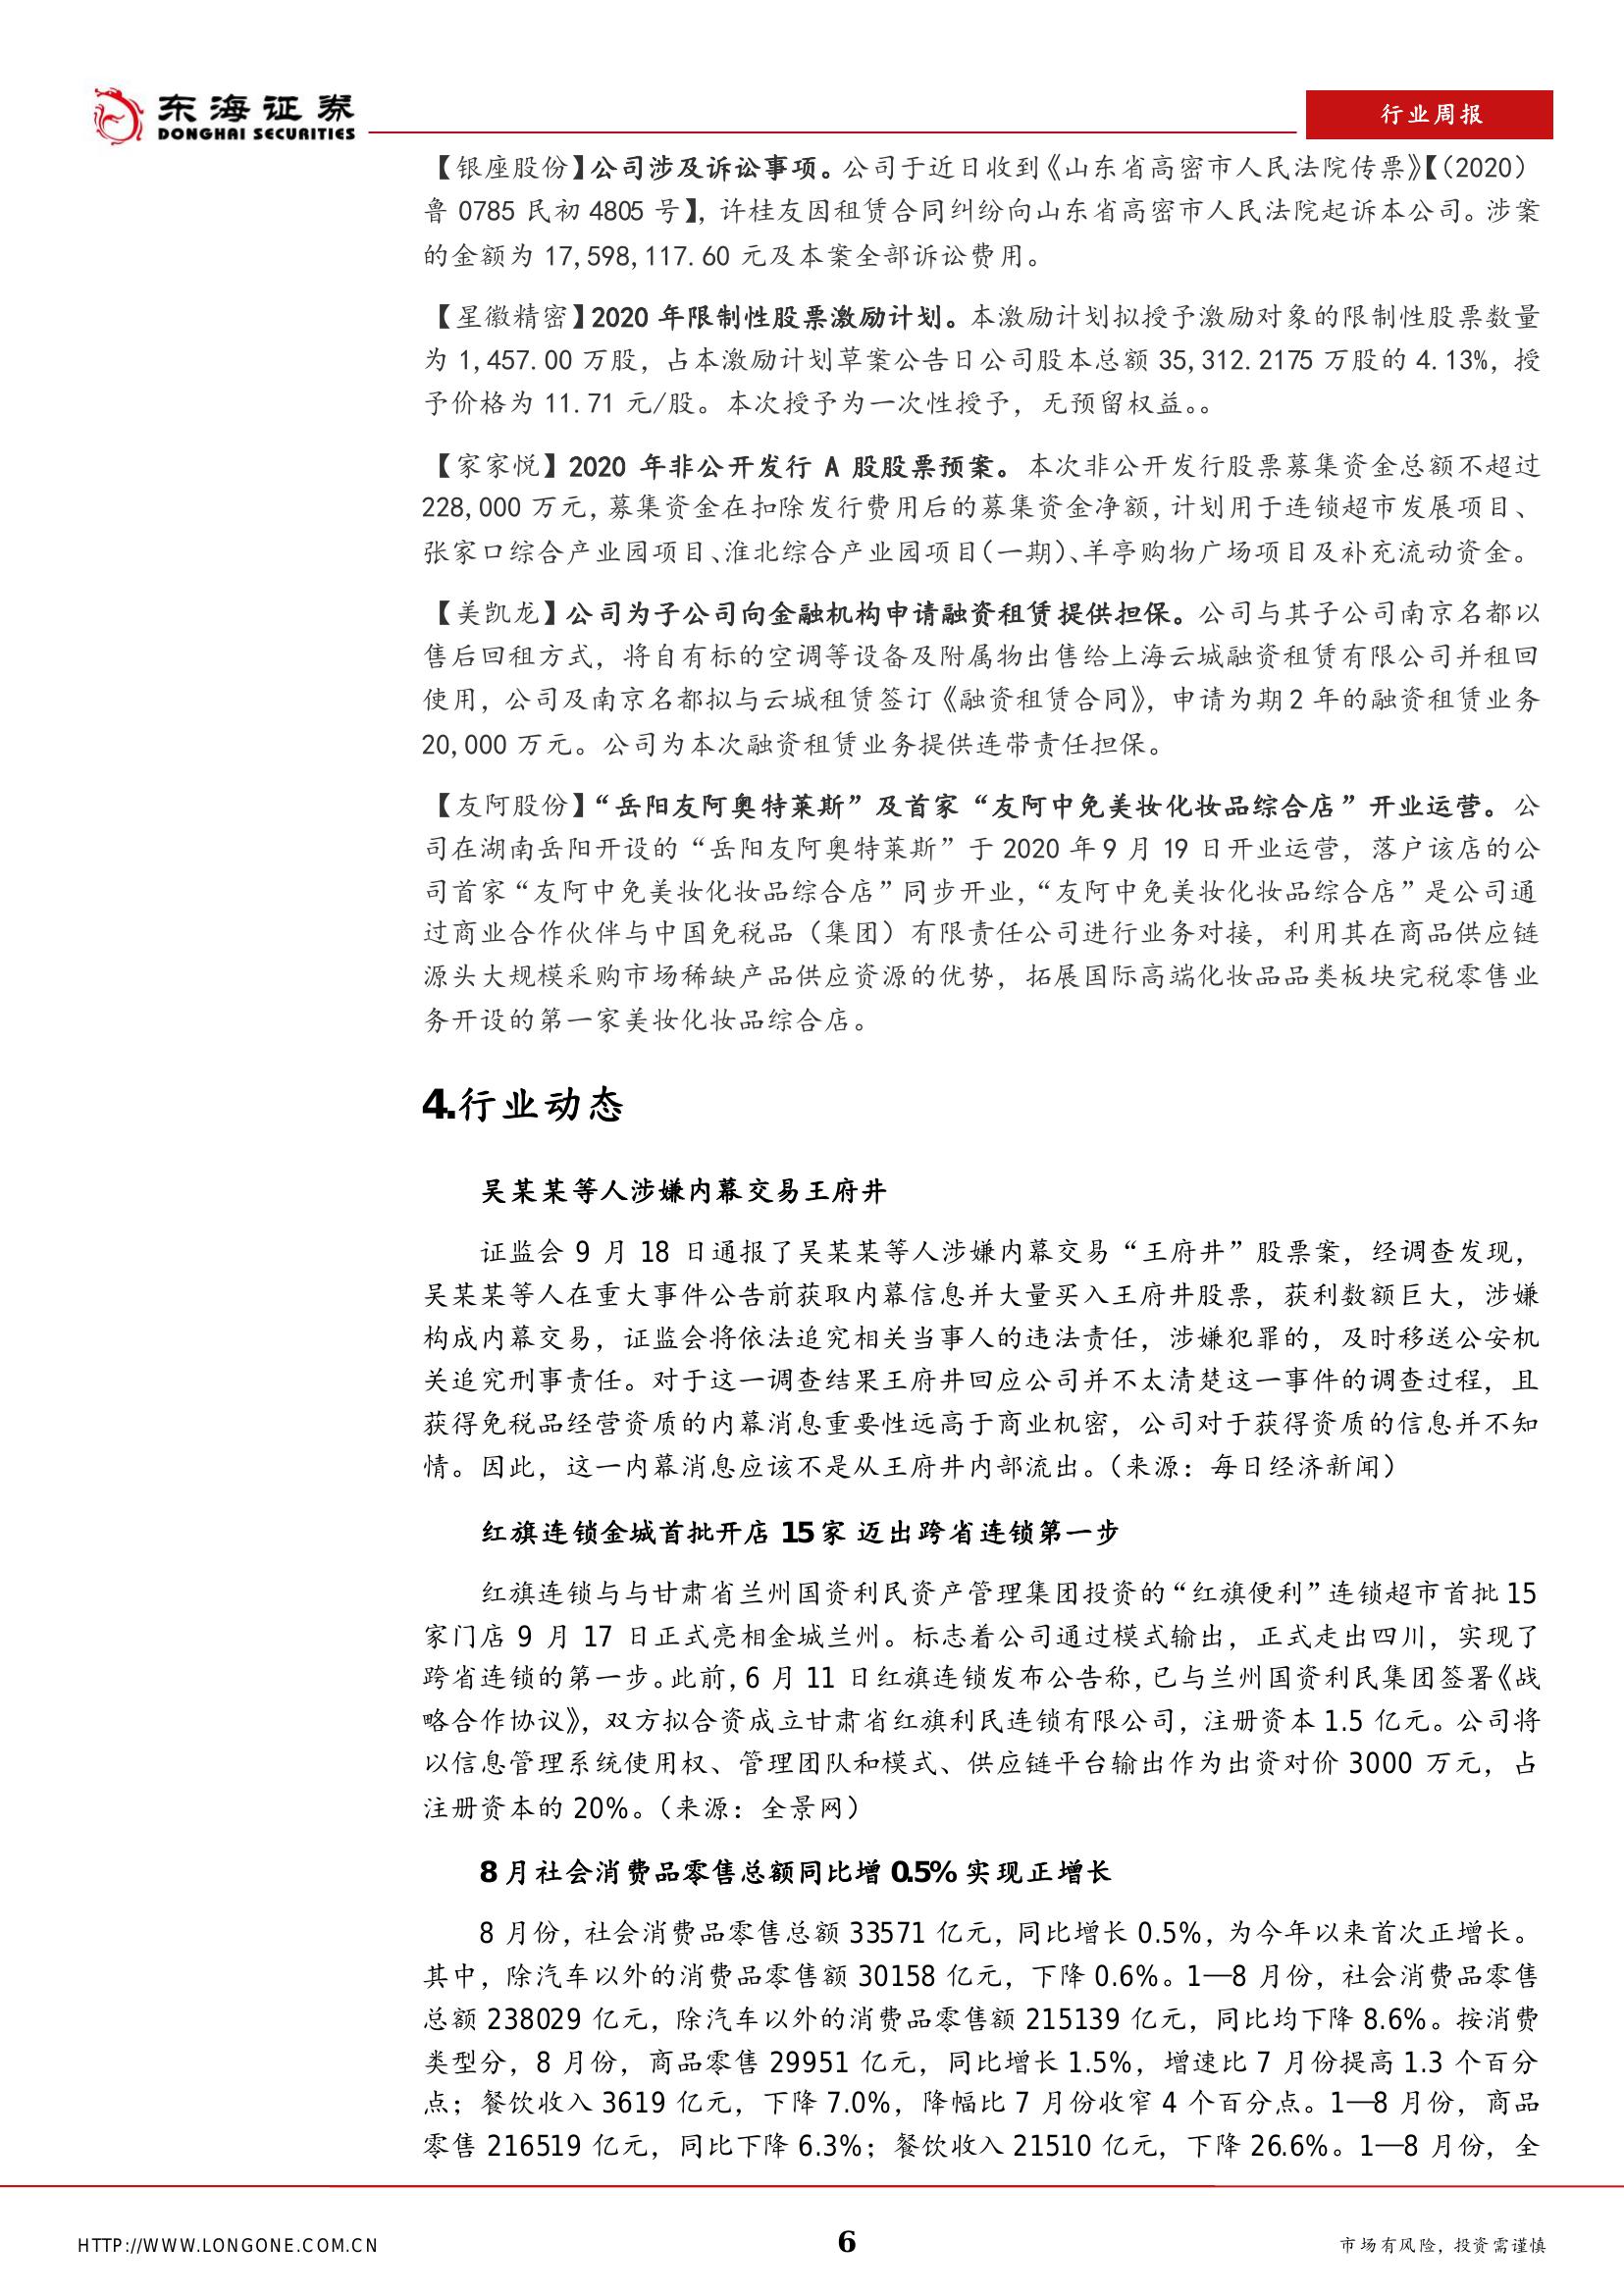 东海证券
DONGHAI SECURITIES
行业周报
【银座股份】公司涉及诉讼事项。公司于近日收到《山东省高密市人民法院传票》【（2020）
鲁 0785 民初 4805 号】，许桂友因租赁合同纠纷向山东省高密市人民法院起诉本公司。涉案
的金额为 17,598,117.60 元及本案全部诉讼费用。
【星徽精密】2020 年限制性股票激励计划。本激励计划拟授予激励对象的限制性股票数量
为 1,457.00 万股，占本激励计划草案公告日公司股本总额 35,312.2175 万股的 4.13%，授
予价格为 11.71 元/股。本次授予为一次性授予，无预留权益。。
【家家悦】2020 年非公开发行 A 股股票预案。本次非公开发行股票募集资金总额不超过
228,000 万元，募集资金在扣除发行费用后的募集资金净额，计划用于连锁超市发展项目、
张家口综合产业园项目、淮北综合产业园项目（一期）、羊亭购物广场项目及补充流动资金。
【美凯龙】公司为子公司向金融机构申请融资租赁提供担保。公司与其子公司南京名都以
售后回租方式，将自有标的空调等设备及附属物出售给上海云城融资租赁有限公司并租回
使用，公司及南京名都拟与云城租赁签订《融资租赁合同》，申请为期 2 年的融资租赁业务
20,000 万元。公司为本次融资租赁业务提供连带责任担保。
【友阿股份】“岳阳友阿奥特莱斯”及首家“友阿中免美妆化妆品综合店”开业运营。公
司在湖南岳阳开设的“岳阳友阿奥特莱斯”于 2020 年 9 月 19 日开业运营，落户该店的公
司首家“友阿中免美妆化妆品综合店”同步开业，“友阿中免美妆化妆品综合店”是公司通
过商业合作伙伴与中国免税品（集团）有限责任公司进行业务对接，利用其在商品供应链
源头大规模采购市场稀缺产品供应资源的优势，拓展国际高端化妆品品类板块完税零售业
务开设的第一家美妆化妆品综合店。
4.行业动态
吴某某等人涉嫌内幕交易王府井
证监会 9 月 18 日通报了吴某某等人涉嫌内幕交易“王府井”股票案，经调查发现，
吴某某等人在重大事件公告前获取内幕信息并大量买入王府井股票，获利数额巨大，涉嫌
构成内幕交易，证监会将依法追究相关当事人的违法责任，涉嫌犯罪的，及时移送公安机
关追究刑事责任。对于这一调查结果王府井回应公司并不太清楚这一事件的调查过程，且
获得免税品经营资质的内幕消息重要性远高于商业机密，公司对于获得资质的信息并不知
情。因此，这一内幕消息应该不是从王府井内部流出。（来源：每日经济新闻）
红旗连锁金城首批开店 15 家 迈出跨省连锁第一步
红旗连锁与与甘肃省兰州国资利民资产管理集团投资的“红旗便利”连锁超市首批 15
家门店 9 月 17 日正式亮相金城兰州。标志着公司通过模式输出，正式走出四川，实现了
跨省连锁的第一步。此前，6 月 11 日红旗连锁发布公告称，已与兰州国资利民集团签署《战
略合作协议》，双方拟合资成立甘肃省红旗利民连锁有限公司，注册资本 1.5 亿元。公司将
以信息管理系统使用权、管理团队和模式、供应链平台输出作为出资对价 3000 万元，占
注册资本的 20%。（来源：全景网）
8 月社会消费品零售总额同比增 0.5% 实现正增长
8 月份，社会消费品零售总额 33571 亿元，同比增长 0.5%，为今年以来首次正增长。
其中，除汽车以外的消费品零售额 30158 亿元，下降 0.6%。1—8 月份，社会消费品零售
总额 238029 亿元，除汽车以外的消费品零售额 215139 亿元，同比均下降 8.6%。按消费
类型分，8 月份，商品零售 29951 亿元，同比增长 1.5%，增速比 7 月份提高 1.3 个百分
点；餐饮收入 3619 亿元，下降 7.0%，降幅比 7 月份收窄 4 个百分点。1—8 月份，商品
零售 216519 亿元，同比下降 6.3%；餐饮收入 21510 亿元，下降 26.6%。1—8 月份，全
HTTP://WWW.LONGONE.COM.CN
6
市场有风险，投资需谨慎